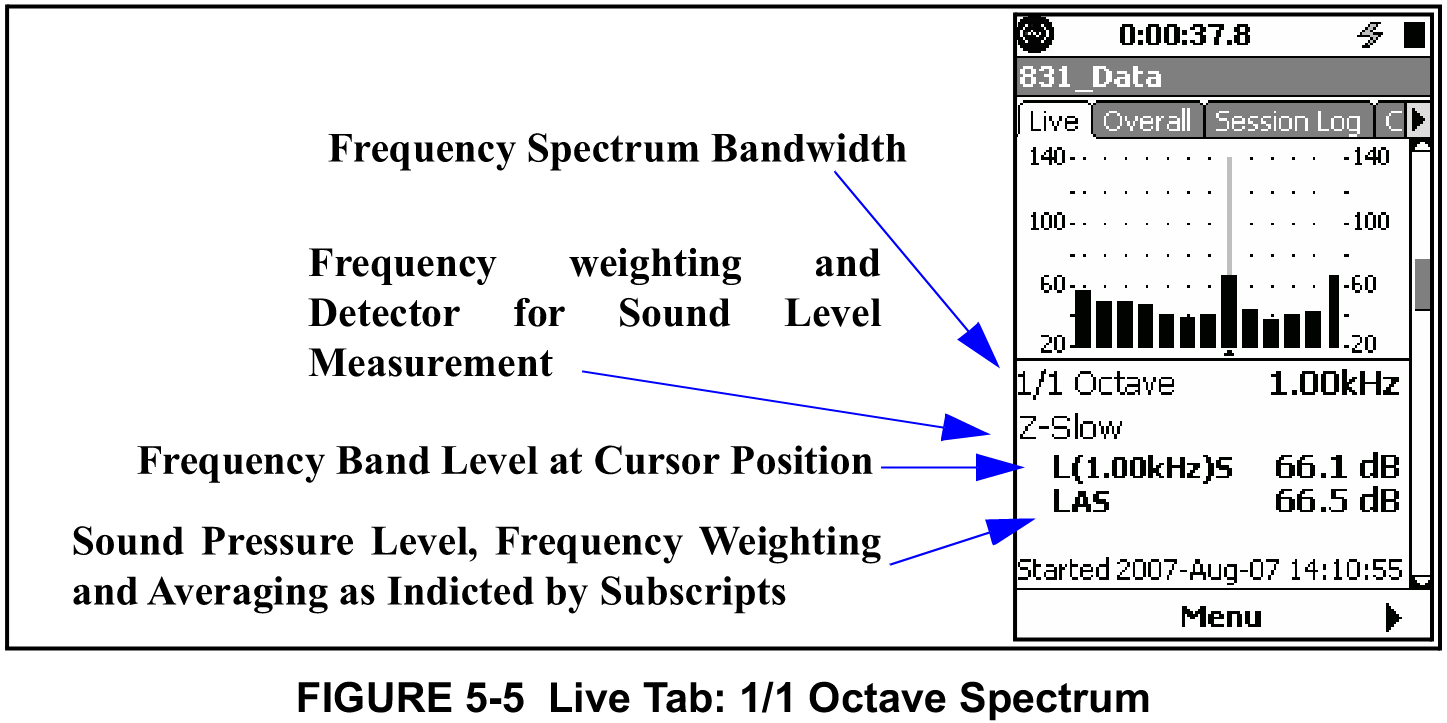 0:00:37.8
831_Data
Live Overall Session Log C
140 -140
100 -100
60 -60
20 -20
1/1 Octave 1.00kHz
Z-Slow
L(1.00kHz)S 66.1 dB
LAS 66.5 dB
Started 2007-Aug-07 14:10:55
Menu
Frequency Spectrum Bandwidth
Frequency weighting and
Detector for Sound Level
Measurement
Frequency Band Level at Cursor Position
Sound Pressure Level, Frequency Weighting
and Averaging as Indicted by Subscripts
FIGURE 5-5 Live Tab: 1/1 Octave Spectrum